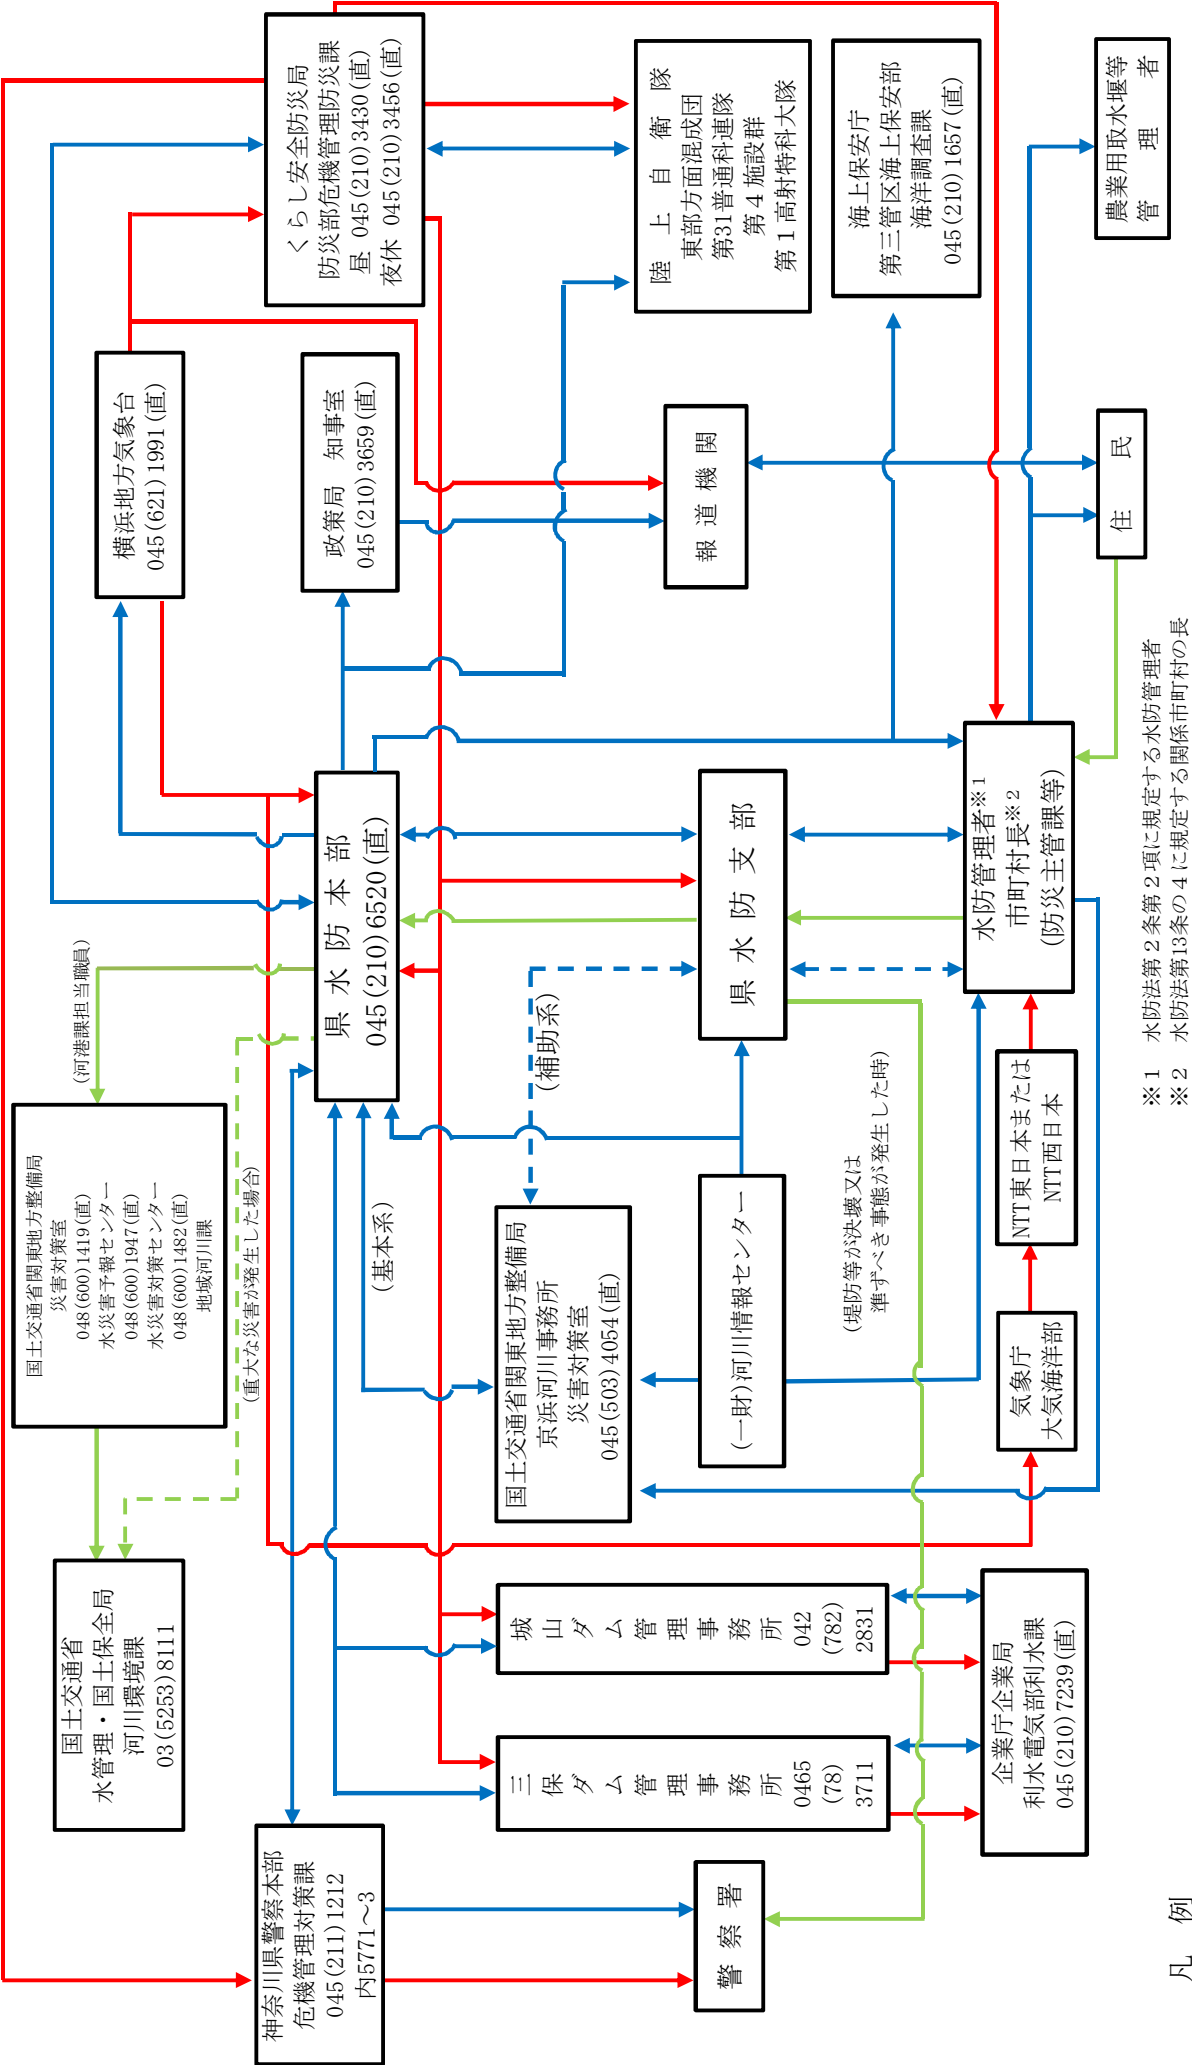 神奈川県警察本部
危機管理対策課
045(211)1212
内5771～3
国土交通省
水管理・国土保全局
河川環境課
03(5253)8111
国土交通省関東地方整備局
災害対策室
048(600)1419(直)
水災害予報センター
048(600)1947(直)
水災害対策センター
048(600)1482(直)
地域河川課
(河港課担当職員)
(重大な災害が発生した場合)
横浜地方気象台
045(621)1991(直)
くらし安全防災局
防災部危機管理防災課
昼 045(210)3430(直)
夜休 045(210)3456(直)
県水防本部
045(210)6520(直)
政策局 知事室
045(210)3659(直)
(基本系)
(補助系)
三保ダム管理事務所
0465
(78)
3711
城山ダム管理事務所
042
(782)
2831
国土交通省関東地方整備局
京浜河川事務所
災害対策室
045(503)4054(直)
陸上自衛隊
東部方面混成団
第31普通科連隊
第４施設群
第１高射特科大隊
警察署
(一財)河川情報センター
県水防支部
報道機関
海上保安庁
第三管区海上保安部
海洋調査課
045(210)1657(直)
(堤防等が決壊又は
準ずべき事態が発生した時)
企業庁企業局
利水電気部利水課
045(210)7239(直)
気象庁
大気海洋部
NTT東日本または
NTT西日本
水防管理者※1
市町村長※2
(防災主管課等)
住民
農業用取水堰等
管理者
※１ 水防法第２条第２項に規定する水防管理者
※２ 水防法第13条の４に規定する関係市町村の長
凡 例